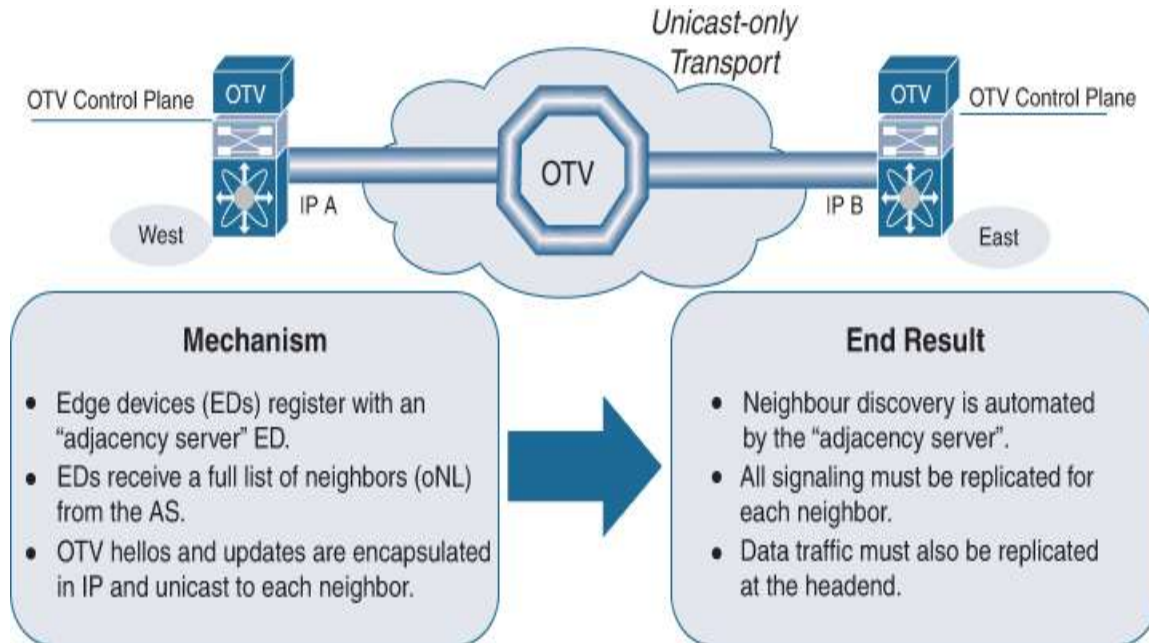 Unicast-only
Transport
OTV Control Plane
OTV
OTV
OTV Control Plane
OTV
IP A
IP B
West
East
Mechanism
• Edge devices (EDs) register with an
"adjacency server" ED.
• EDs receive a full list of neighbors (oNL)
from the AS.
• OTV hellos and updates are encapsulated
in IP and unicast to each neighbor.
End Result
• Neighbour discovery is automated
by the "adjacency server".
• All signaling must be replicated for
each neighbor.
• Data traffic must also be replicated
at the headend.